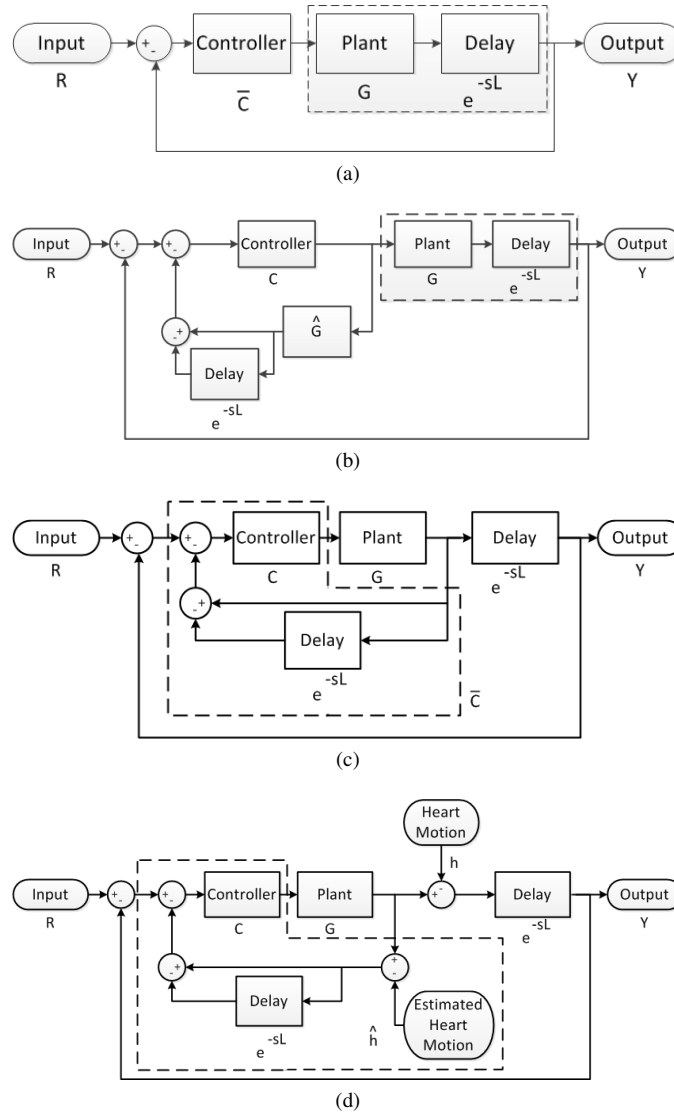 Input
Controller
Plant
Delay
Output
+
-
R
C̅
G
e^-sL
Y
(a)
Input
+
-
+
-
Controller
Plant
Delay
Output
R
C
G
e^-sL
Y
- +
Ĝ
Delay
e^-sL
(b)
Input
+
-
+
-
Controller
Plant
Delay
Output
R
C
G
e^-sL
Y
- +
Delay
e^-sL
C̅
(c)
Heart
Motion
h
Input
+
-
+
-
Controller
Plant
+ -
Delay
Output
R
C
G
e^-sL
Y
- +
+
-
Delay
e^-sL
ĥ
Estimated
Heart
Motion
(d)